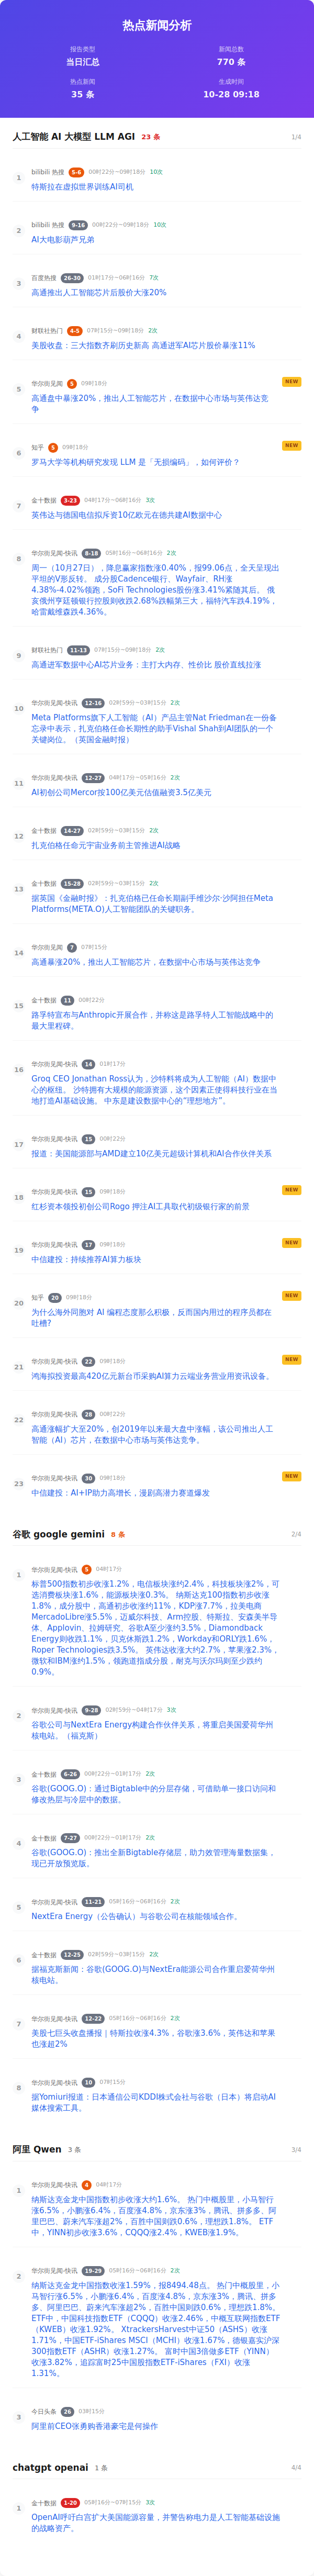 热点新闻分析
报告类型
当日汇总
新闻总数
770 条
热点新闻
35 条
生成时间
10-28 09:18
人工智能 AI 大模型 LLM AGI 23 条 1/4
1 bilibili 热搜 5-6 00时22分~09时18分 10次
特斯拉在虚拟世界训练AI司机
2 bilibili 热搜 9-16 00时22分~09时18分 10次
AI大电影葫芦兄弟
3 百度热搜 26-30 01时17分~06时16分 7次
高通推出人工智能芯片后股价大涨20%
4 财联社热门 4-5 07时15分~09时18分 2次
美股收盘：三大指数齐刷历史新高 高通进军AI芯片股价暴涨11%
5 华尔街见闻 5 09时18分 NEW
高通盘中暴涨20%，推出人工智能芯片，在数据中心市场与英伟达竞
争
6 知乎 5 09时18分 NEW
罗马大学等机构研究发现 LLM 是「无损编码」，如何评价？
7 金十数据 3-23 04时17分~06时16分 3次
英伟达与德国电信拟斥资10亿欧元在德共建AI数据中心
8 华尔街见闻-快讯 8-18 05时16分~06时16分 2次
周一（10月27日），降息赢家指数涨0.40%，报99.06点，全天呈现出
平坦的V形反转。 成分股Cadence银行、Wayfair、RH涨
4.38%-4.02%领跑，SoFi Technologies股份涨3.41%紧随其后。 俄
亥俄州亨廷顿银行控股则收跌2.68%跌幅第三大，福特汽车跌4.19%，
哈雷戴维森跌4.36%。
9 财联社热门 11-13 07时15分~09时18分 2次
高通进军数据中心AI芯片业务：主打大内存、性价比 股价直线拉涨
10 华尔街见闻-快讯 12-16 02时59分~03时15分 2次
Meta Platforms旗下人工智能（AI）产品主管Nat Friedman在一份备
忘录中表示，扎克伯格任命长期性的助手Vishal Shah到AI团队的一个
关键岗位。（英国金融时报）
11 华尔街见闻-快讯 12-27 04时17分~05时16分 2次
AI初创公司Mercor按100亿美元估值融资3.5亿美元
12 金十数据 14-27 02时59分~03时15分 2次
扎克伯格任命元宇宙业务前主管推进AI战略
13 金十数据 15-28 02时59分~03时15分 2次
据英国《金融时报》：扎克伯格已任命长期副手维沙尔·沙阿担任Meta
Platforms(META.O)人工智能团队的关键职务。
14 华尔街见闻 7 07时15分
高通暴涨20%，推出人工智能芯片，在数据中心市场与英伟达竞争
15 金十数据 11 00时22分
路孚特宣布与Anthropic开展合作，并称这是路孚特人工智能战略中的
最大里程碑。
16 华尔街见闻-快讯 14 01时17分
Groq CEO Jonathan Ross认为，沙特料将成为人工智能（AI）数据中
心的枢纽。 沙特拥有大规模的能源资源，这个因素正使得科技行业在当
地打造AI基础设施。 中东是建设数据中心的“理想地方”。
17 华尔街见闻-快讯 15 00时22分
报道：美国能源部与AMD建立10亿美元超级计算机和AI合作伙伴关系
18 华尔街见闻-快讯 15 09时18分 NEW
红杉资本领投初创公司Rogo 押注AI工具取代初级银行家的前景
19 华尔街见闻-快讯 17 09时18分 NEW
中信建投：持续推荐AI算力板块
20 知乎 20 09时18分 NEW
为什么海外同胞对 AI 编程态度那么积极，反而国内用过的程序员都在
吐槽?
21 华尔街见闻-快讯 22 09时18分 NEW
鸿海拟投资最高420亿元新台币采购AI算力云端业务营业用资讯设备。
22 华尔街见闻-快讯 28 00时22分
高通涨幅扩大至20%，创2019年以来最大盘中涨幅，该公司推出人工
智能（AI）芯片，在数据中心市场与英伟达竞争。
23 华尔街见闻-快讯 30 09时18分 NEW
中信建投：AI+IP助力高增长，漫剧高潜力赛道爆发
谷歌 google gemini 8 条 2/4
1 华尔街见闻-快讯 5 04时17分
标普500指数初步收涨1.2%，电信板块涨约2.4%，科技板块涨2%，可
选消费板块涨1.6%，能源板块涨0.3%。 纳斯达克100指数初步收涨
1.8%，成分股中，高通初步收涨约11%，KDP涨7.7%，拉美电商
MercadoLibre涨5.5%，迈威尔科技、Arm控股、特斯拉、安森美半导
体、Applovin、拉姆研究、谷歌A至少涨约3.5%，Diamondback
Energy则收跌1.1%，贝克休斯跌1.2%，Workday和ORLY跌1.6%，
Roper Technologies跌3.5%。 英伟达收涨大约2.7%，苹果涨2.3%，
微软和IBM涨约1.5%，领跑道指成分股，耐克与沃尔玛则至少跌约
0.9%。
2 华尔街见闻-快讯 9-28 02时59分~04时17分 3次
谷歌公司与NextEra Energy构建合作伙伴关系，将重启美国爱荷华州
核电站。（福克斯）
3 金十数据 6-26 00时22分~01时17分 2次
谷歌(GOOG.O)：通过Bigtable中的分层存储，可借助单一接口访问和
修改热层与冷层中的数据。
4 金十数据 7-27 00时22分~01时17分 2次
谷歌(GOOG.O)：推出全新Bigtable存储层，助力效管理海量数据集，
现已开放预览版。
5 华尔街见闻-快讯 11-21 05时16分~06时16分 2次
NextEra Energy（公告确认）与谷歌公司在核能领域合作。
6 金十数据 12-25 02时59分~03时15分 2次
据福克斯新闻：谷歌(GOOG.O)与NextEra能源公司合作重启爱荷华州
核电站。
7 华尔街见闻-快讯 12-22 05时16分~06时16分 2次
美股七巨头收盘播报｜特斯拉收涨4.3%，谷歌涨3.6%，英伟达和苹果
也涨超2%
8 华尔街见闻-快讯 10 07时15分
据Yomiuri报道：日本通信公司KDDI株式会社与谷歌（日本）将启动AI
媒体搜索工具。
阿里 Qwen 3 条 3/4
1 华尔街见闻-快讯 4 04时17分
纳斯达克金龙中国指数初步收涨大约1.6%。 热门中概股里，小马智行
涨6.5%，小鹏涨6.4%，百度涨4.8%，京东涨3%，腾讯、拼多多、阿
里巴巴、蔚来汽车涨超2%，百胜中国则跌0.6%，理想跌1.8%。 ETF
中，YINN初步收涨3.6%，CQQQ涨2.4%，KWEB涨1.9%。
2 华尔街见闻-快讯 19-29 05时16分~06时16分 2次
纳斯达克金龙中国指数收涨1.59%，报8494.48点。 热门中概股里，小
马智行涨6.5%，小鹏涨6.4%，百度涨4.8%，京东涨3%，腾讯、拼多
多、阿里巴巴、蔚来汽车涨超2%，百胜中国则跌0.6%，理想跌1.8%。
ETF中，中国科技指数ETF（CQQQ）收涨2.46%，中概互联网指数ETF
（KWEB）收涨1.92%。 XtrackersHarvest中证50（ASHS）收涨
1.71%，中国ETF-iShares MSCI（MCHI）收涨1.67%，德银嘉实沪深
300指数ETF（ASHR）收涨1.27%。 富时中国3倍做多ETF（YINN）
收涨3.82%，追踪富时25中国股指数ETF-iShares（FXI）收涨
1.31%。
3 今日头条 26 03时15分
阿里前CEO张勇购香港豪宅是何操作
chatgpt openai 1 条 4/4
1 金十数据 1-20 05时16分~07时15分 3次
OpenAI呼吁白宫扩大美国能源容量，并警告称电力是人工智能基础设施
的战略资产。